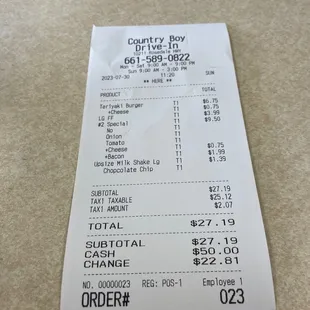 Country Boy
Drive-In
10211 Rosedale HWY
661-589-0822
Mon - Sat 9:00 AM - 9:00 PM
Sun 9:00 AM - 3:00 PM
2023-07-30 11:20 SUN
** HERE **
PRODUCT TOTAL
Teriyaki Burger T1 $6.75
+Cheese T1 $3.99
LG FF T1 $9.50
#2 Special T1
No T1
Onion T1
Tomato T1 $0.75
+Cheese T1 $1.99
+Bacon T1 $1.39
Upsize Milk Shake Lg T1
Chopcolate Chip T1
SUBTOTAL $27.19
TAX1 TAXABLE $25.12
TAX1 AMOUNT $2.07
TOTAL $27.19
SUBTOTAL $27.19
CASH $50.00
CHANGE $22.81
NO. 00000023 REG: POS-1 Employee 1
ORDER# 023